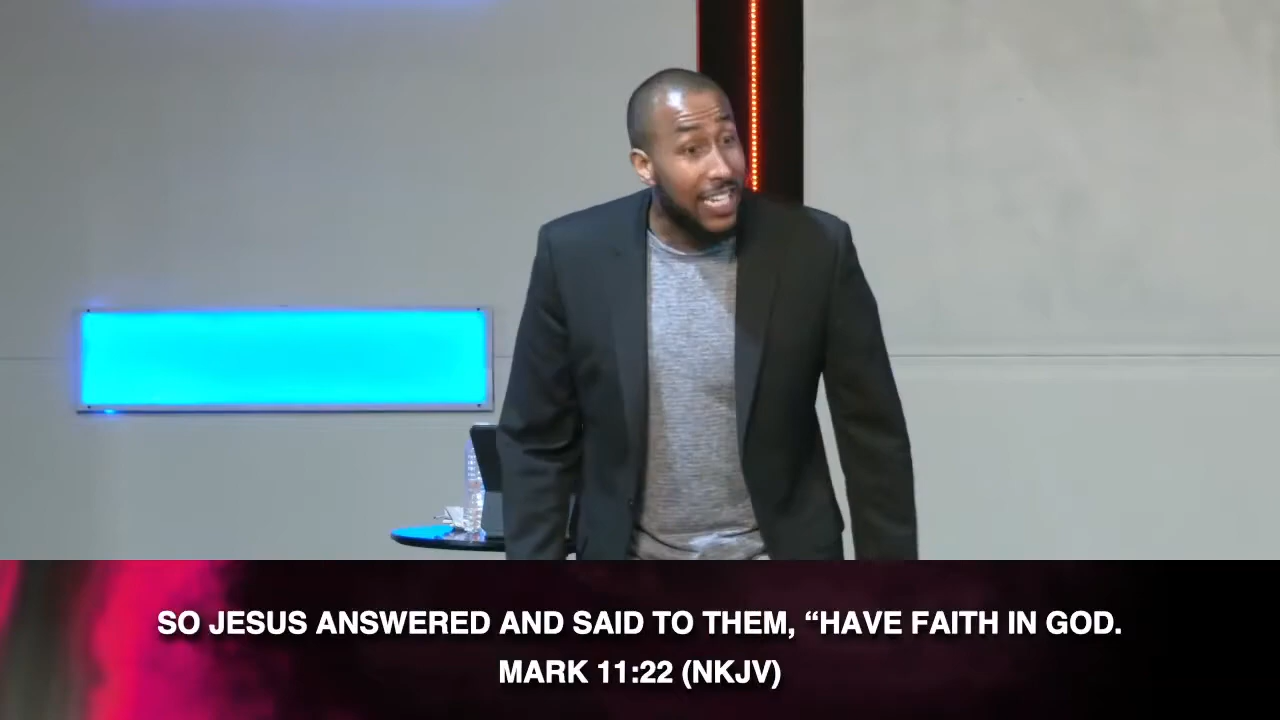 SO JESUS ANSWERED AND SAID TO THEM, “HAVE FAITH IN GOD.
MARK 11:22 (NKJV)